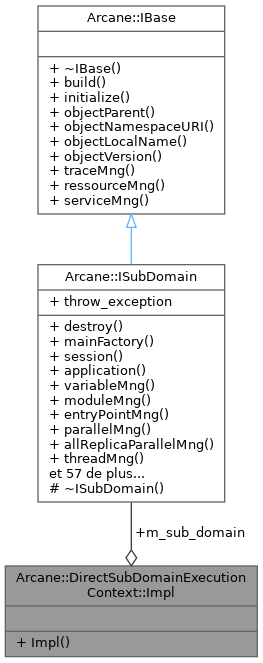 Arcane::IBase
+ ~IBase()
+ build()
+ initialize()
+ objectParent()
+ objectNamespaceURI()
+ objectLocalName()
+ objectVersion()
+ traceMng()
+ ressourceMng()
+ serviceMng()
Arcane::ISubDomain
+ throw_exception
+ destroy()
+ mainFactory()
+ session()
+ application()
+ variableMng()
+ moduleMng()
+ entryPointMng()
+ parallelMng()
+ allReplicaParallelMng()
+ threadMng()
et 57 de plus...
# ~ISubDomain()
+m_sub_domain
Arcane::DirectSubDomainExecution
Context::Impl
+ Impl()